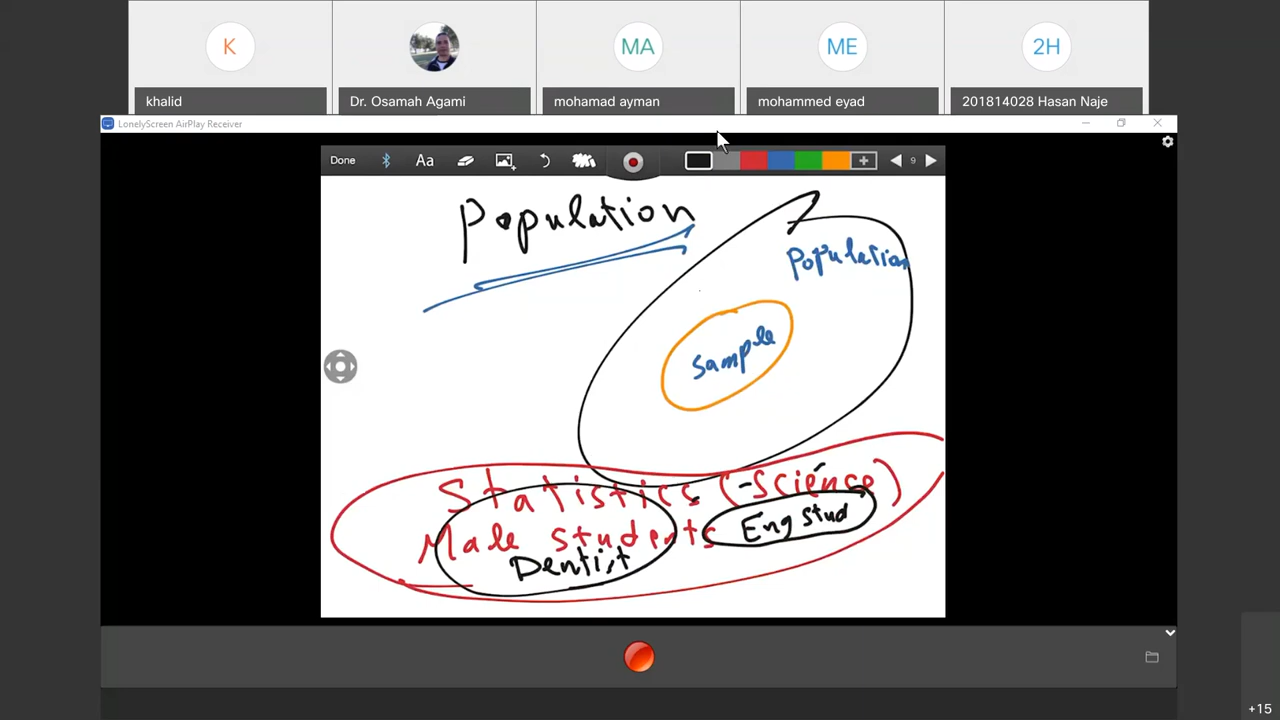 K
MA
ME
2H
khalid
Dr. Osamah Agami
mohamad ayman
mohammed eyad
201814028 Hasan Naje
LonelyScreen AirPlay Receiver
Done
Aa
9
Population
Population
Sample
Statistics (-Science)
Male students
Eng Stud
Dentist
+15